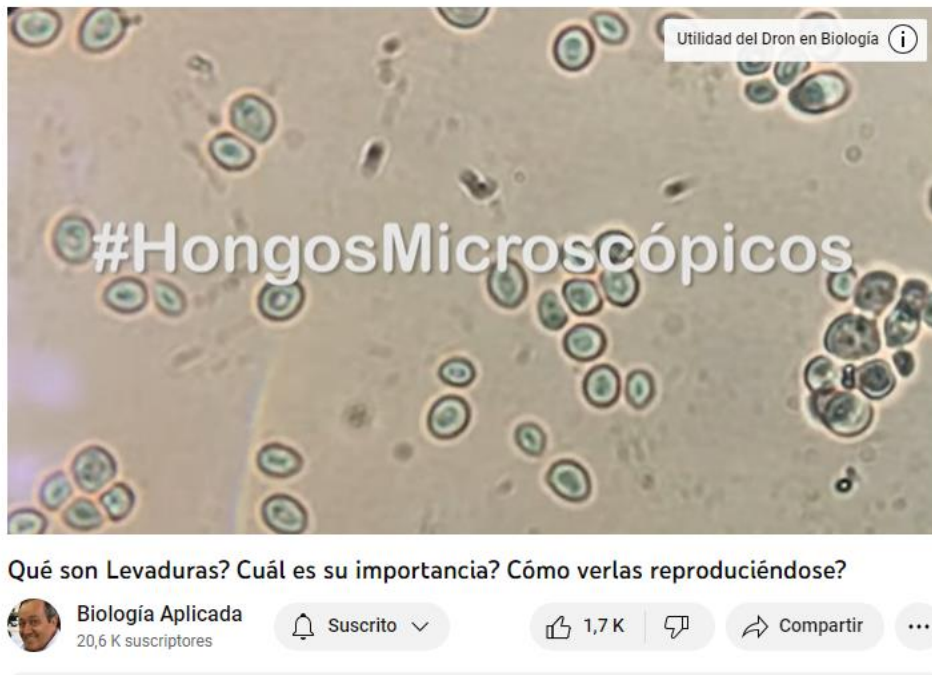 Utilidad del Dron en Biología
#HongosMicroscópicos
Qué son Levaduras? Cuál es su importancia? Cómo verlas reproduciéndose?
Biología Aplicada
20,6 K suscriptores
Suscrito
1,7 K
Compartir